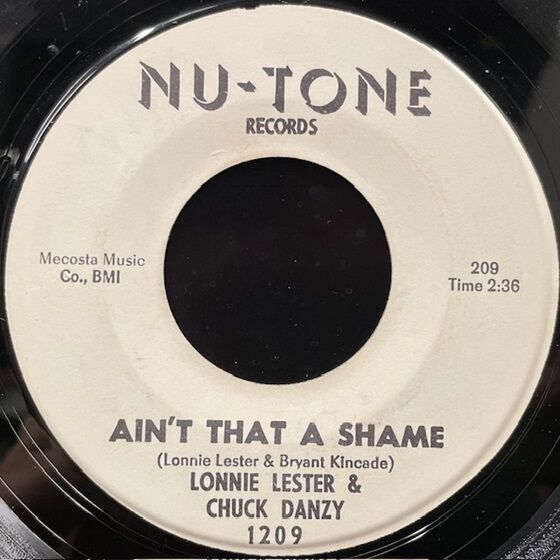 NU-TONE
RECORDS
Mecosta Music
Co., BMI
209
Time 2:36
AIN'T THAT A SHAME
(Lonnie Lester & Bryant Kincade)
LONNIE LESTER &
CHUCK DANZY
1209